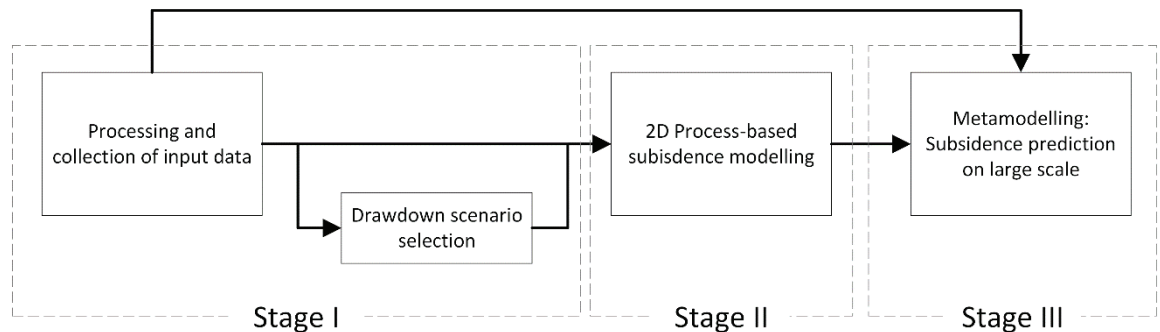 Processing and
collection of input data
Drawdown scenario
selection
2D Process-based
subisdence modelling
Metamodelling:
Subsidence prediction
on large scale
Stage I
Stage II
Stage III